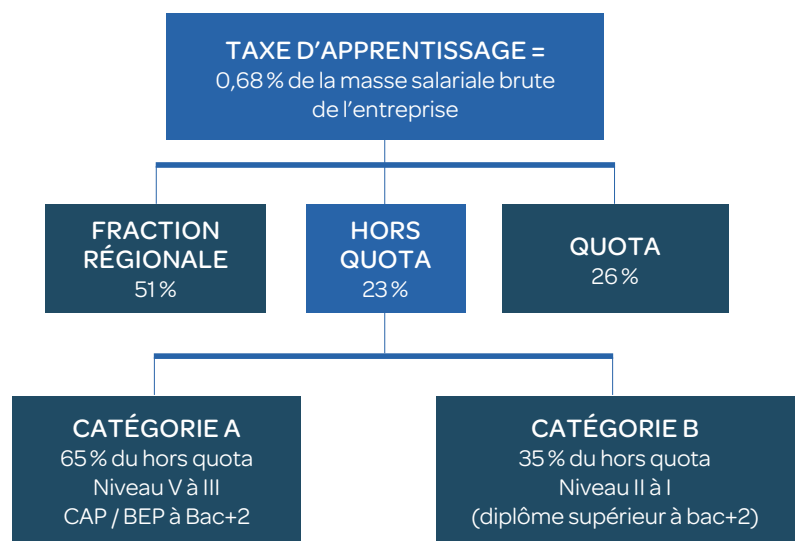 TAXE D'APPRENTISSAGE =
0,68 % de la masse salariale brute
de l'entreprise
FRACTION
RÉGIONALE
51 %
HORS
QUOTA
23 %
QUOTA
26 %
CATÉGORIE A
65 % du hors quota
Niveau V à III
CAP / BEP à Bac+2
CATÉGORIE B
35 % du hors quota
Niveau II à I
(diplôme supérieur à bac+2)